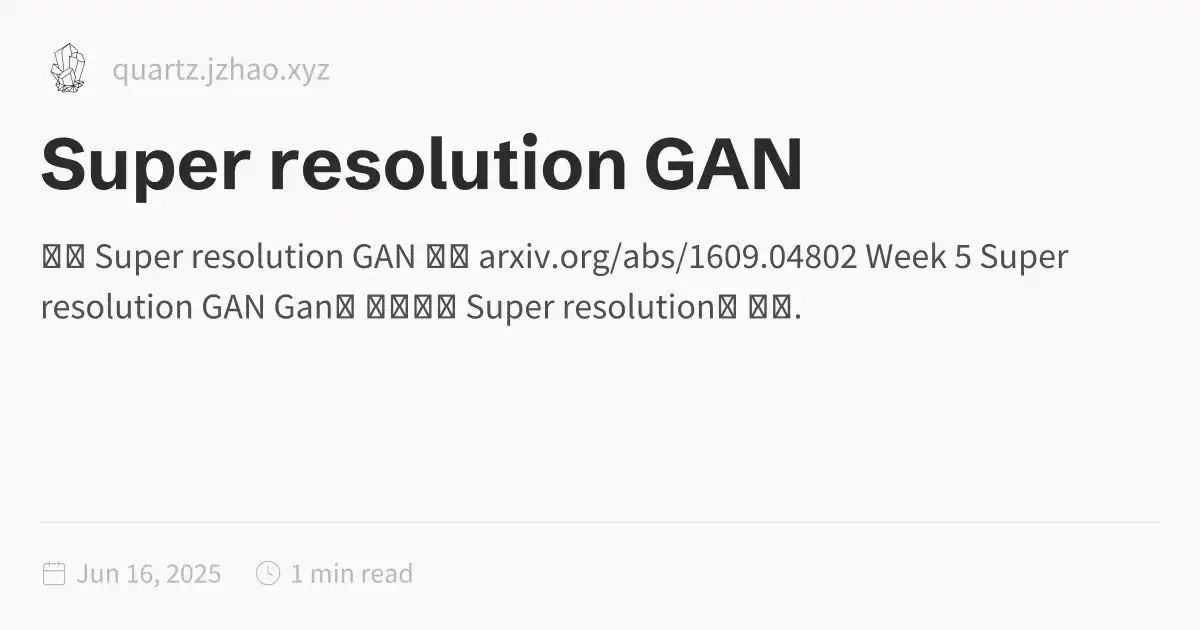 quartz.jzhao.xyz
Super resolution GAN
Super resolution GAN arxiv.org/abs/1609.04802 Week 5 Super
resolution GAN Gan Super resolution .
Jun 16, 2025 1 min read